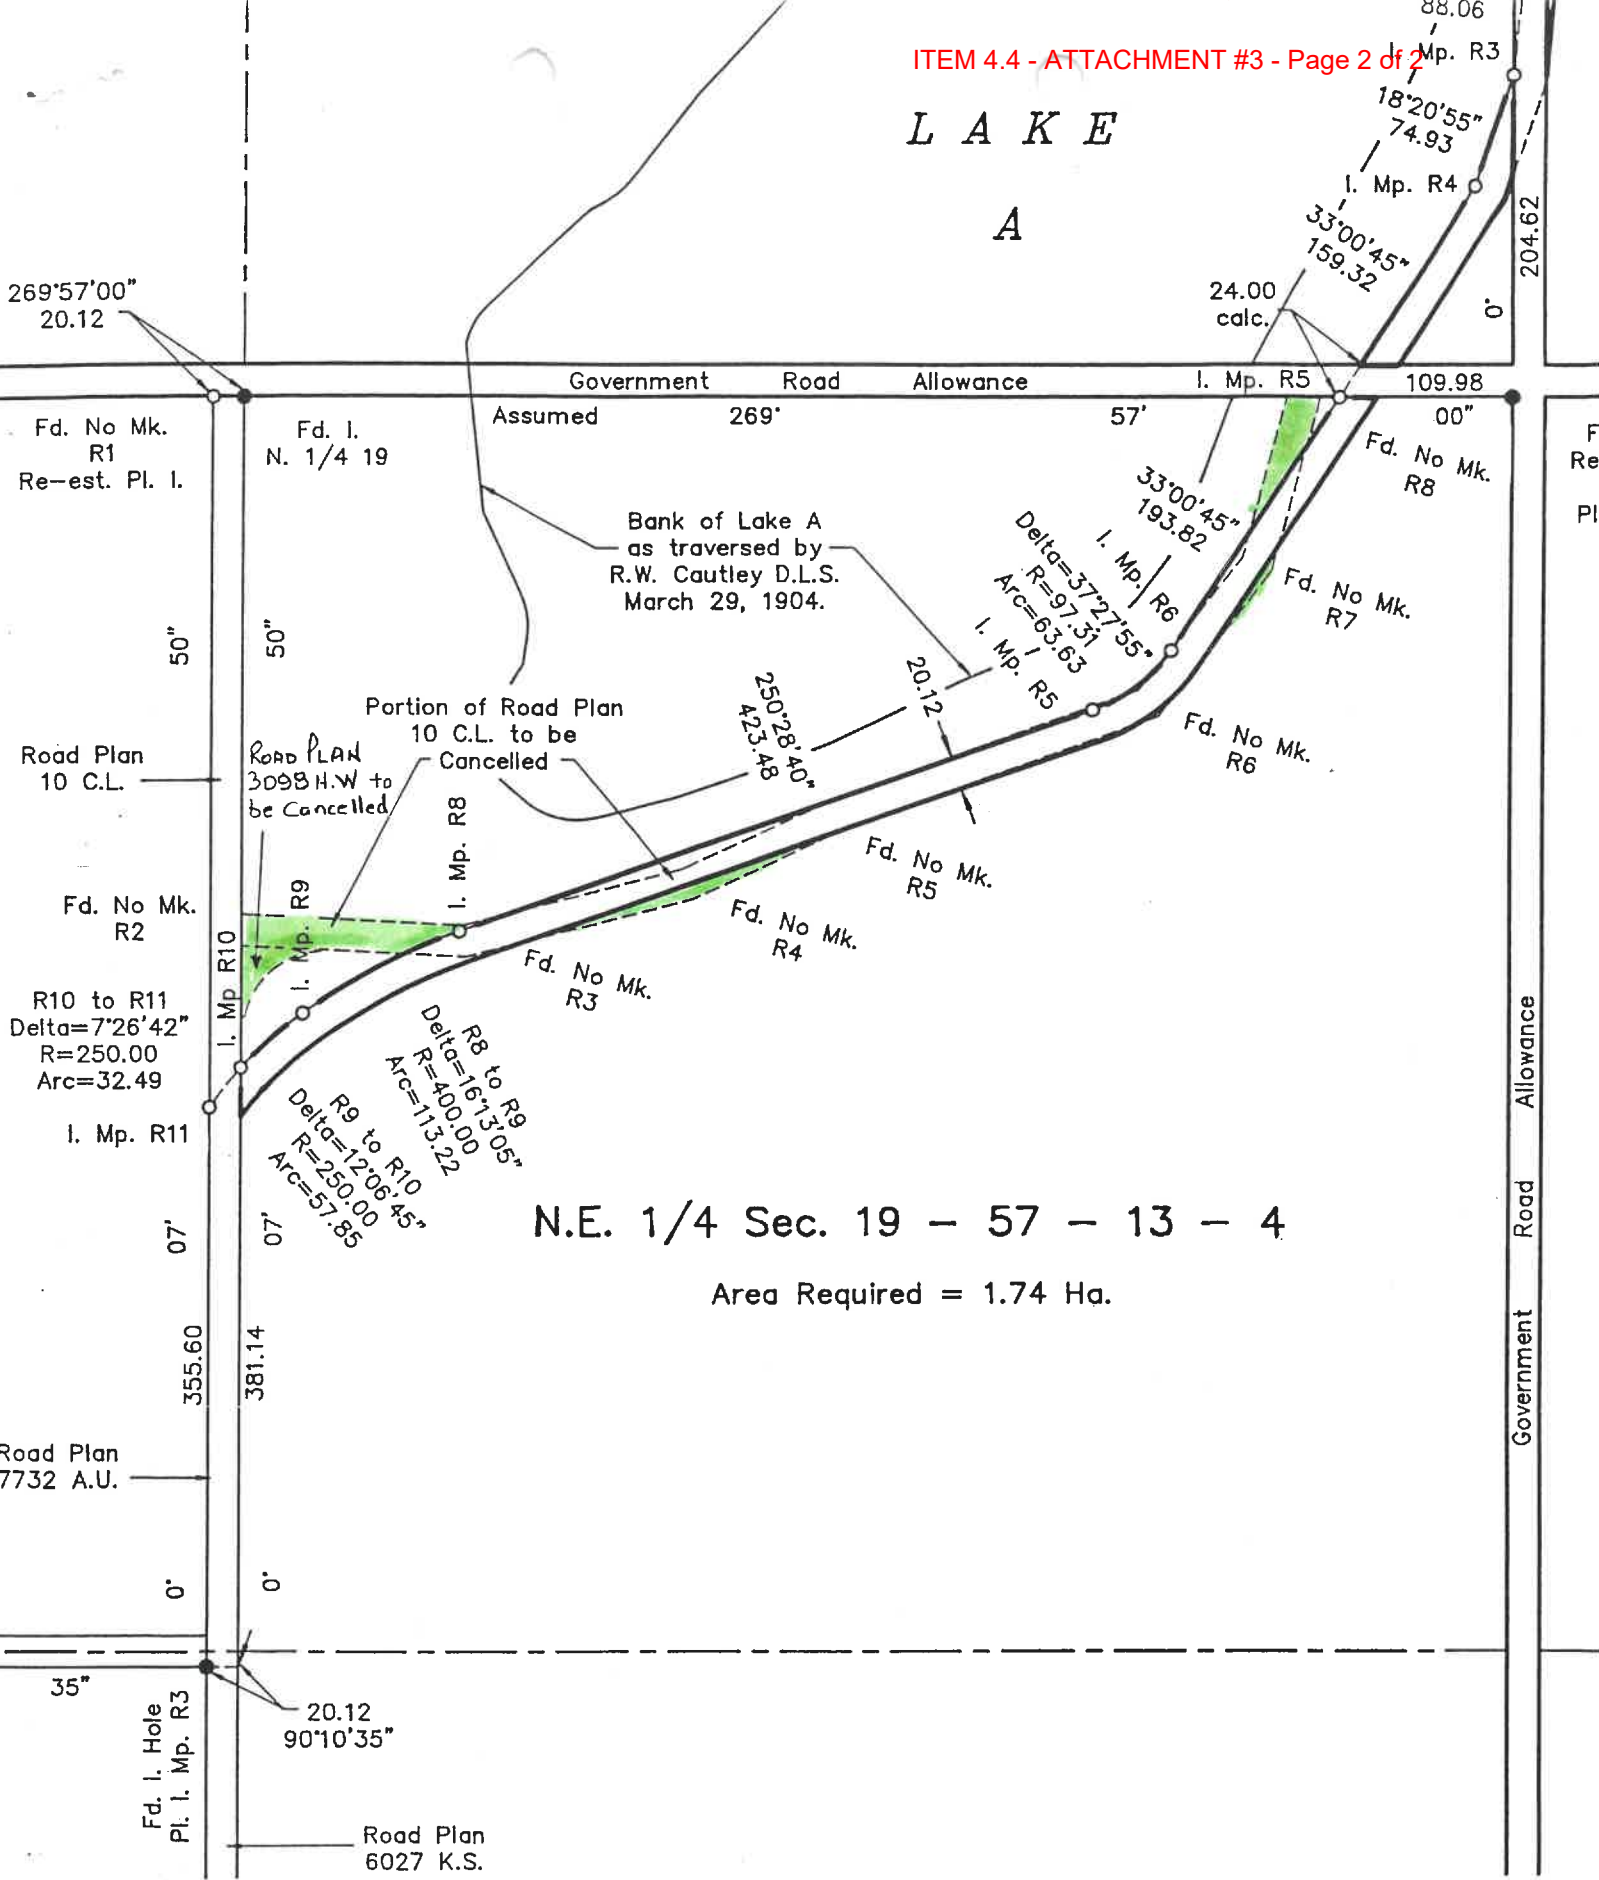 88.06
ITEM 4.4 - ATTACHMENT #3 - Page 2 of 2
I. Mp. R3
18°20'55"
74.93
LAKE
A
I. Mp. R4
33°00'45"
159.32
204.62
0°
269°57'00"
20.12
24.00
calc.
Government Road Allowance
I. Mp. R5
109.98
Assumed 269° 57' 00"
Fd. No Mk.
R1
Re-est. Pl. I.
Fd. I.
N. 1/4 19
Fd. No Mk.
R8
F
Re
Pl
33°00'45"
193.82
Bank of Lake A
as traversed by
R.W. Cautley D.L.S.
March 29, 1904.
I. Mp. R6
Delta=37°27'55"
R=97.31
Arc=63.63
I. Mp. R5
Fd. No Mk.
R7
50"
50"
20.12
250°28'40"
423.48
Portion of Road Plan
10 C.L. to be
Cancelled
Fd. No Mk.
R6
Road Plan
10 C.L.
ROAD PLAN
3098 H.W to
be Cancelled
I. Mp. R8
Fd. No Mk.
R5
Fd. No Mk.
R2
I. Mp. R9
I. Mp R10
Fd. No Mk.
R4
Fd. No Mk.
R3
R10 to R11
Delta=7°26'42"
R=250.00
Arc=32.49
I. Mp. R11
R8 to R9
Delta=16°13'05"
R=400.00
Arc=113.22
R9 to R10
Delta=12°06'45"
R=250.00
Arc=57.85
Government Road Allowance
N.E. 1/4 Sec. 19 - 57 - 13 - 4
Area Required = 1.74 Ha.
07'
07'
355.60
381.14
Road Plan
7732 A.U.
0°
0°
35"
20.12
90°10'35"
Fd. I. Hole
Pl. I. Mp. R3
Road Plan
6027 K.S.